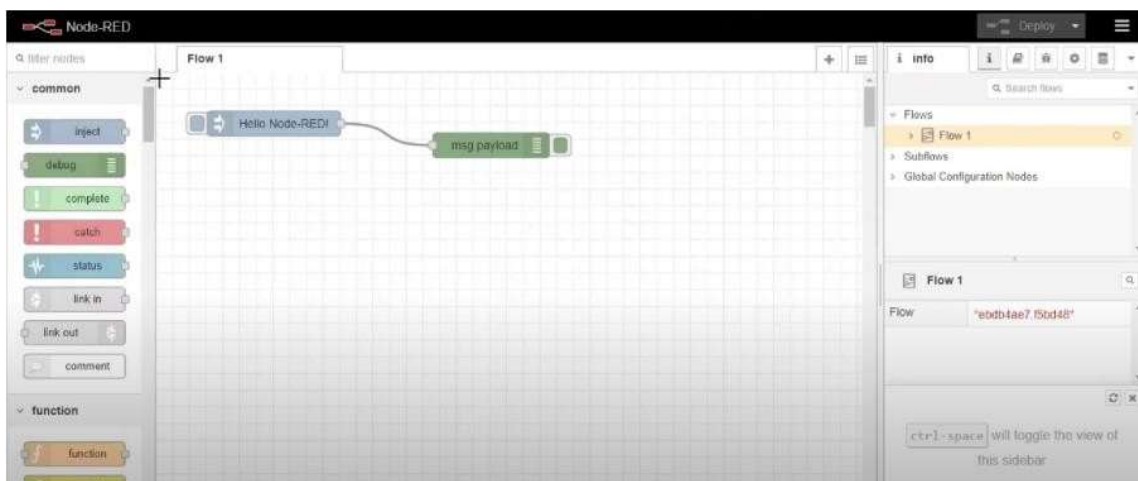 Node-RED
Deploy
filter nodes
Flow 1
info
i
Search flows
common
inject
debug
complete
catch
status
link in
link out
comment
function
function
Hello Node-RED!
msg.payload
Flows
Flow 1
Subflows
Global Configuration Nodes
Flow 1
Flow "ebdb4ae7.f5bd48"
ctrl-space will toggle the view of
this sidebar